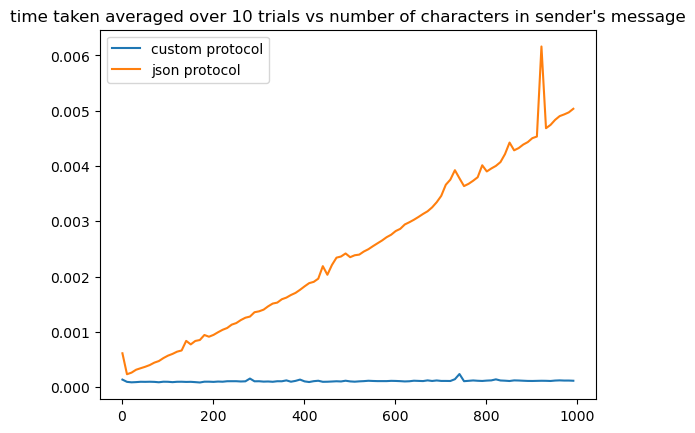 time taken averaged over 10 trials vs number of characters in sender's message
custom protocol
json protocol
0.006
0.005
0.004
0.003
0.002
0.001
0.000
0 200 400 600 800 1000